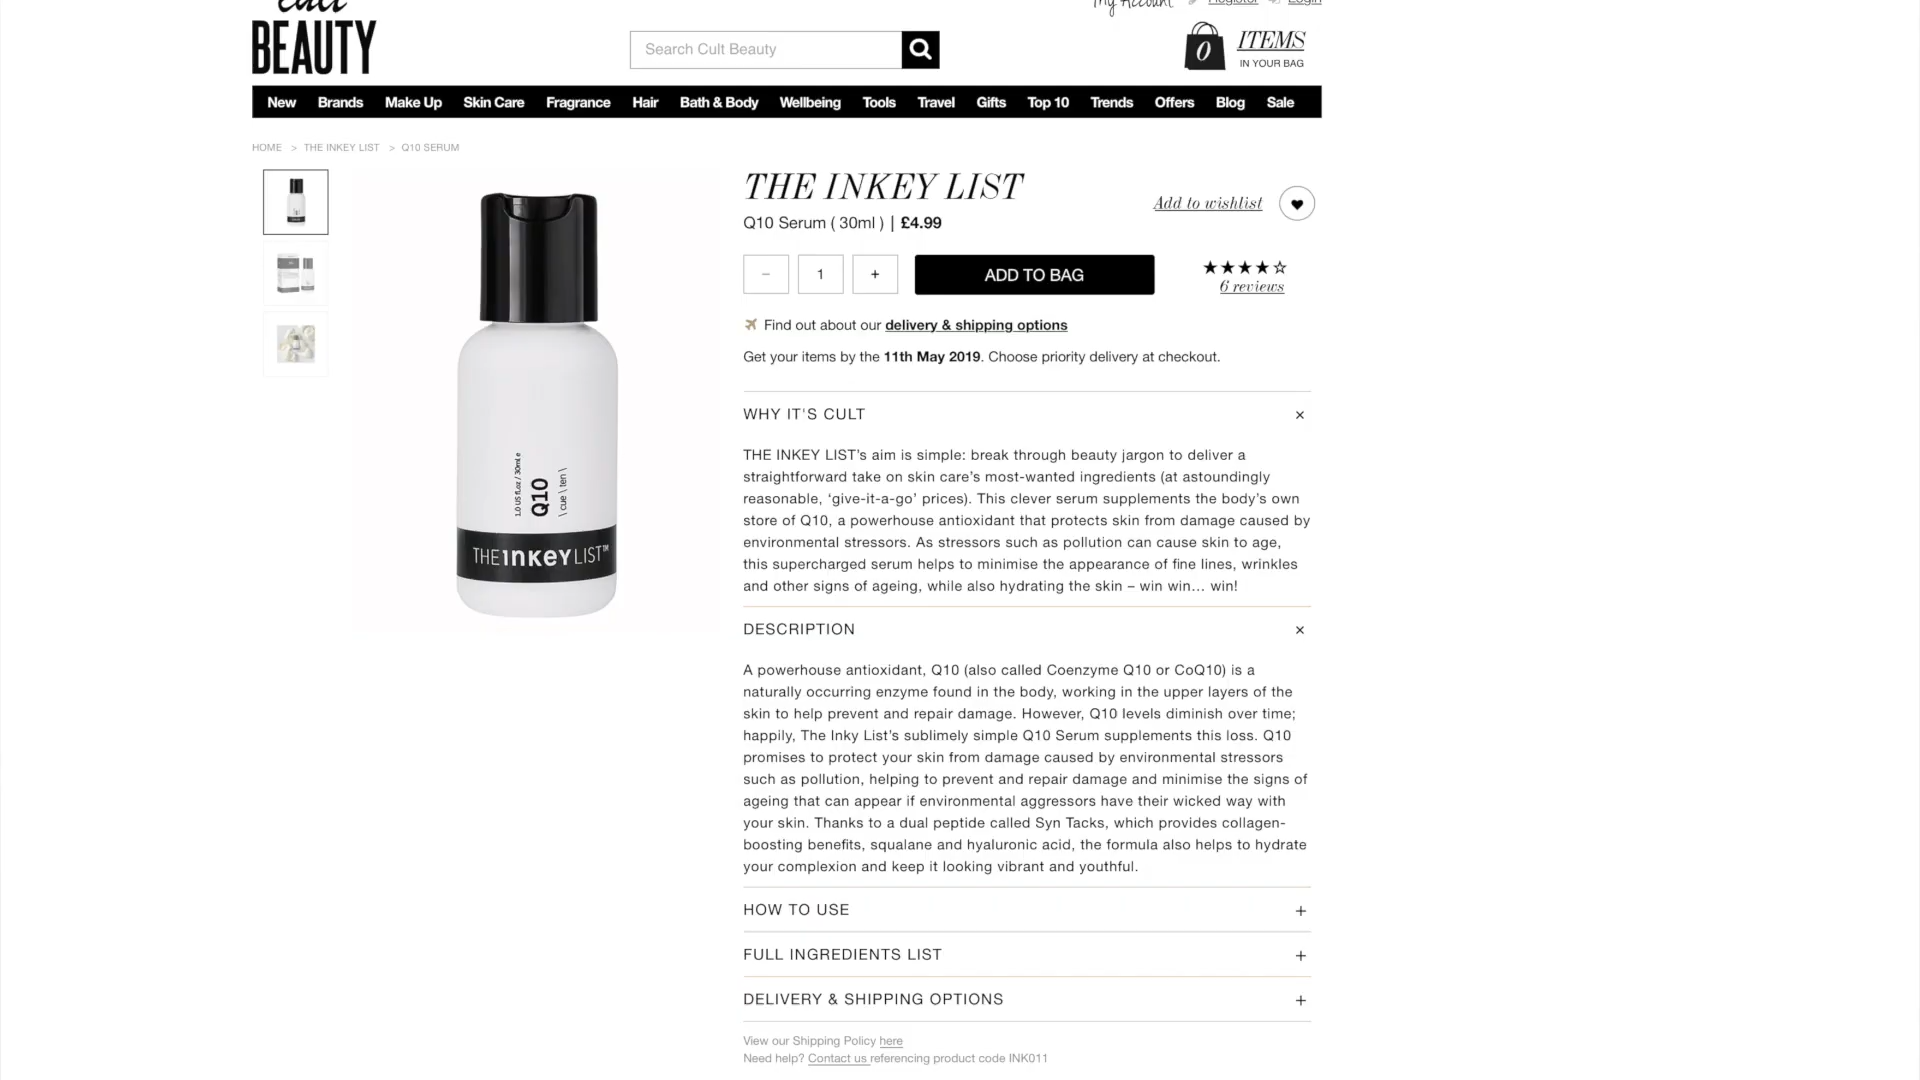 Cult
BEAUTY
Search Cult Beauty
My Account Register Login
0 ITEMS
IN YOUR BAG
New Brands Make Up Skin Care Fragrance Hair Bath & Body Wellbeing Tools Travel Gifts Top 10 Trends Offers Blog Sale
HOME > THE INKEY LIST > Q10 SERUM
1.0 US fl.oz / 30ml e
Q10
\ cue \ ten \
THE INKEY LIST™
THE INKEY LIST
Add to wishlist
Q10 Serum ( 30ml ) | £4.99
− 1 + ADD TO BAG
6 reviews
Find out about our delivery & shipping options
Get your items by the 11th May 2019. Choose priority delivery at checkout.
WHY IT'S CULT ×
THE INKEY LIST’s aim is simple: break through beauty jargon to deliver a
straightforward take on skin care’s most-wanted ingredients (at astoundingly
reasonable, ‘give-it-a-go’ prices). This clever serum supplements the body’s own
store of Q10, a powerhouse antioxidant that protects skin from damage caused by
environmental stressors. As stressors such as pollution can cause skin to age,
this supercharged serum helps to minimise the appearance of fine lines, wrinkles
and other signs of ageing, while also hydrating the skin – win win... win!
DESCRIPTION ×
A powerhouse antioxidant, Q10 (also called Coenzyme Q10 or CoQ10) is a
naturally occurring enzyme found in the body, working in the upper layers of the
skin to help prevent and repair damage. However, Q10 levels diminish over time;
happily, The Inky List’s sublimely simple Q10 Serum supplements this loss. Q10
promises to protect your skin from damage caused by environmental stressors
such as pollution, helping to prevent and repair damage and minimise the signs of
ageing that can appear if environmental aggressors have their wicked way with
your skin. Thanks to a dual peptide called Syn Tacks, which provides collagen-
boosting benefits, squalane and hyaluronic acid, the formula also helps to hydrate
your complexion and keep it looking vibrant and youthful.
HOW TO USE +
FULL INGREDIENTS LIST +
DELIVERY & SHIPPING OPTIONS +
View our Shipping Policy here
Need help? Contact us referencing product code INK011